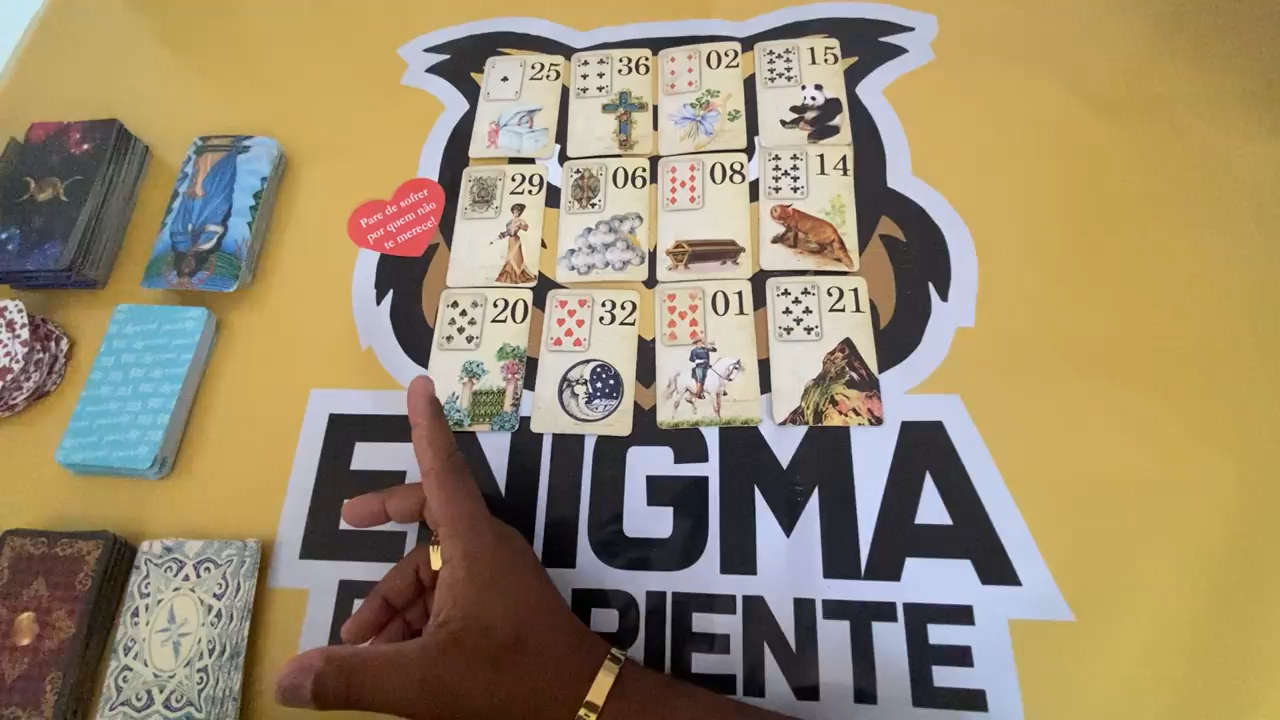 25 36 02 15
29 06 08 14
Pare de sofrer
por quem não
te merece!
20 32 01 21
ENIGMA